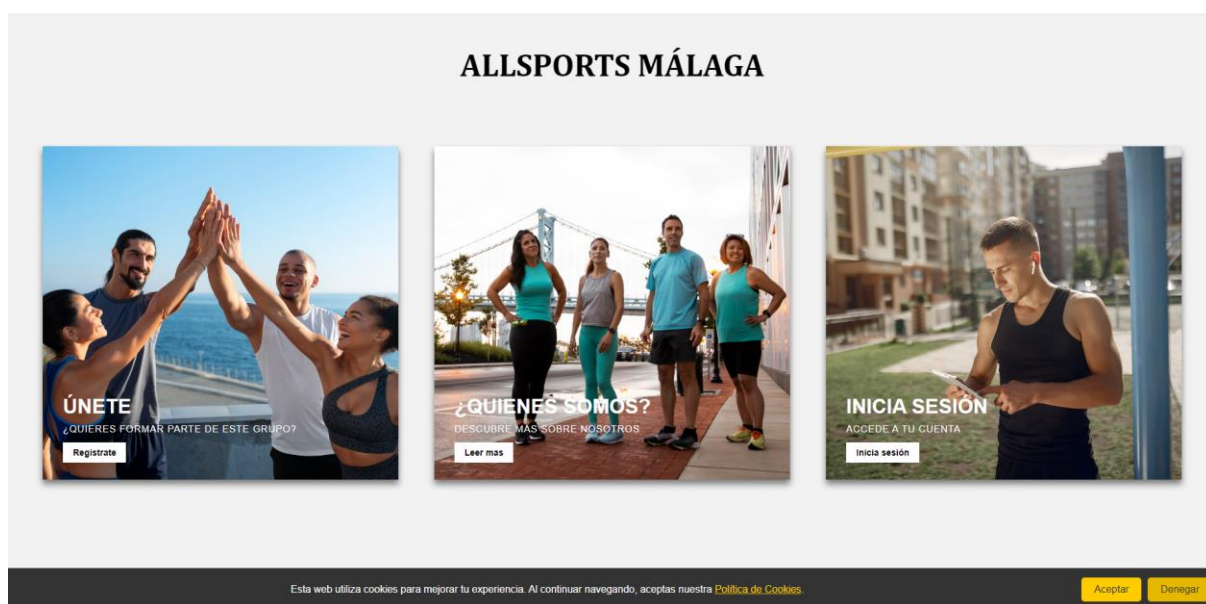 ALLSPORTS MÁLAGA
ÚNETE
¿QUIERES FORMAR PARTE DE ESTE GRUPO?
Registrate
¿QUIENES SOMOS?
DESCUBRE MAS SOBRE NOSOTROS
Leer mas
INICIA SESIÓN
ACCEDE A TU CUENTA
Inicia sesión
Esta web utiliza cookies para mejorar tu experiencia. Al continuar navegando, aceptas nuestra Política de Cookies.
Aceptar
Denegar